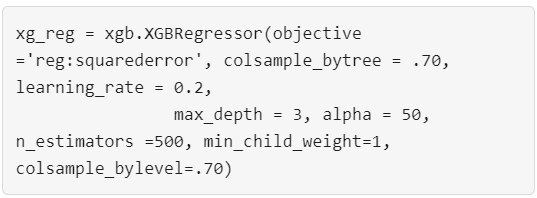 xg_reg = xgb.XGBRegressor(objective
='reg:squarederror', colsample_bytree = .70,
learning_rate = 0.2,
                max_depth = 3, alpha = 50,
n_estimators =500, min_child_weight=1,
colsample_bylevel=.70)